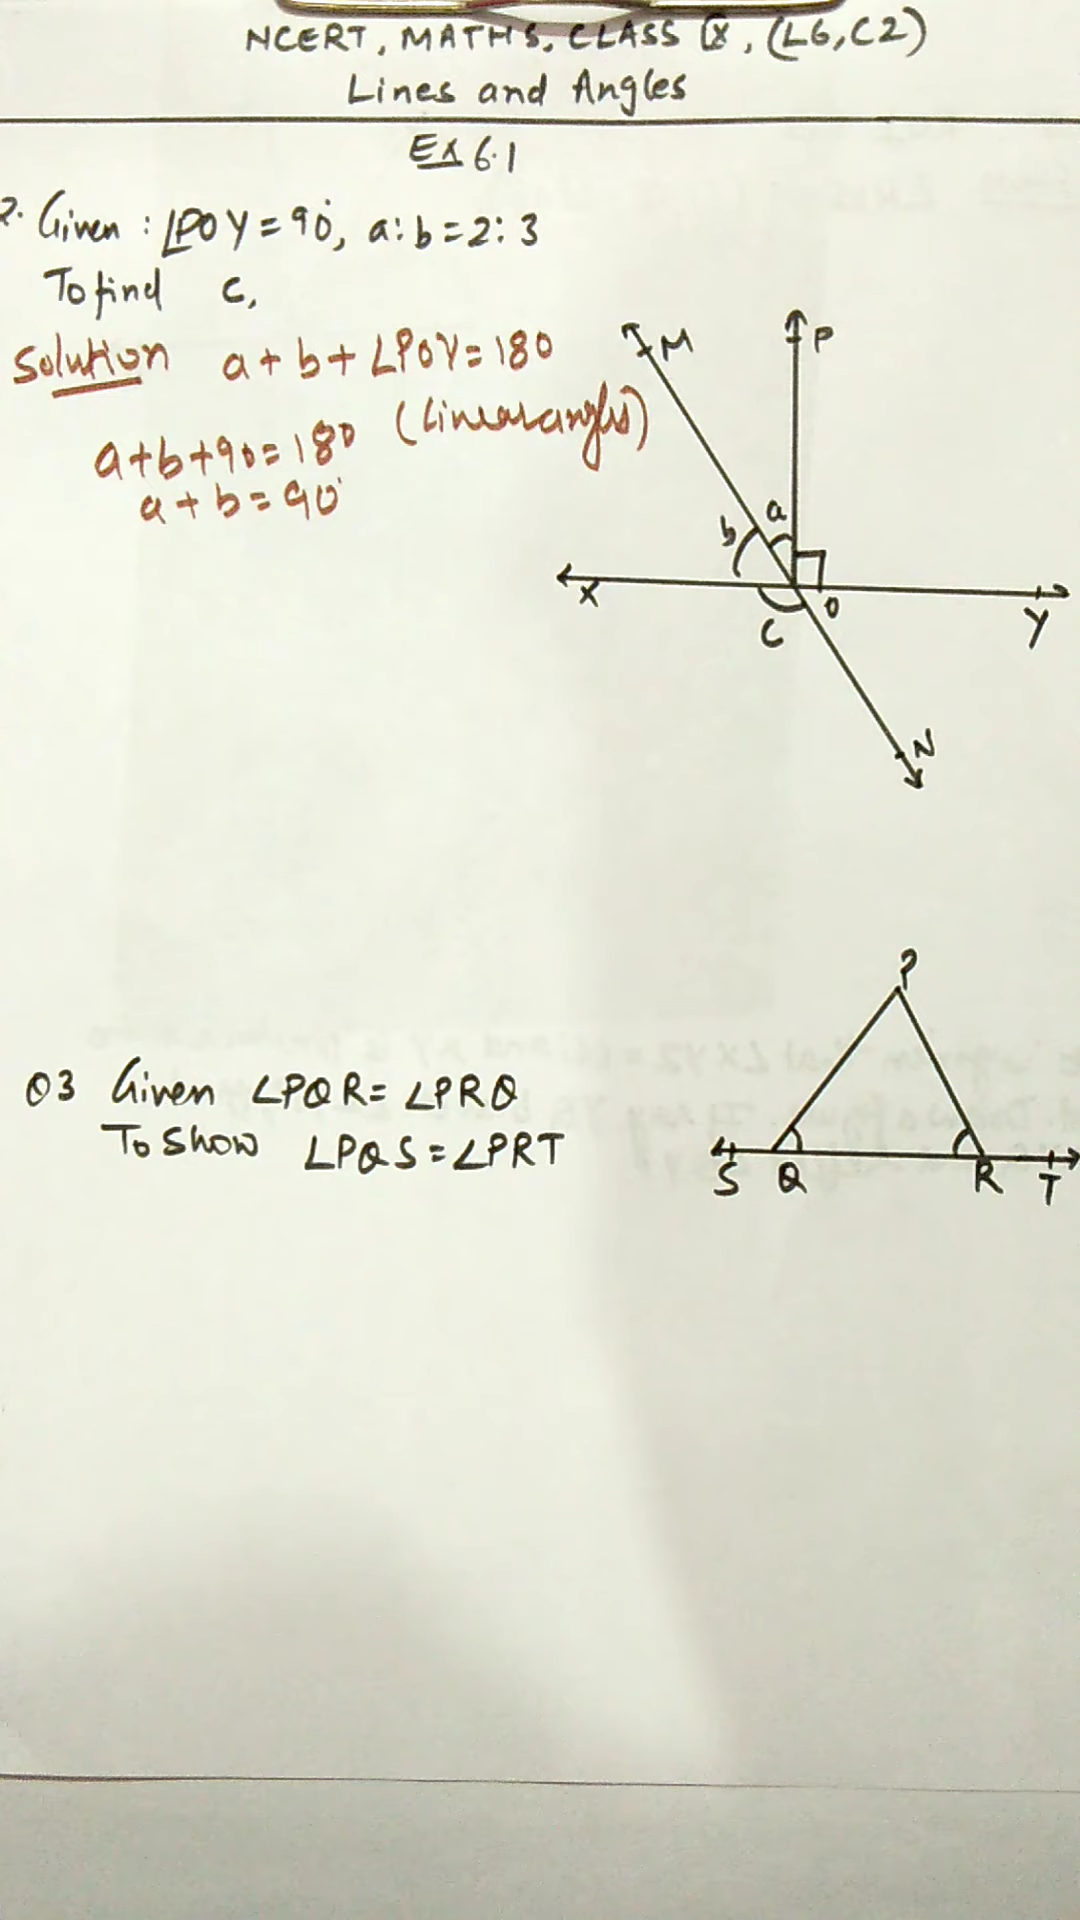 NCERT, MATHS, CLASS IX, (L6, C2)
Lines and Angles
Ex 6.1
2. Given : ∠POY = 90°, a:b = 2:3
To find c,
Solution a + b + ∠POY = 180
(Linear angles)
a+b+90 = 180
a + b = 90°
M
P
a
b
X
O
Y
C
N
P
Q3 Given ∠PQR = ∠PRQ
To Show ∠PQS = ∠PRT
S Q R T